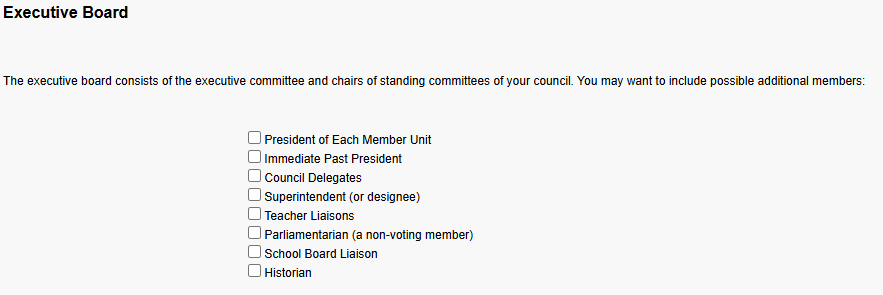 Executive Board
The executive board consists of the executive committee and chairs of standing committees of your council. You may want to include possible additional members:
President of Each Member Unit
Immediate Past President
Council Delegates
Superintendent (or designee)
Teacher Liaisons
Parliamentarian (a non-voting member)
School Board Liaison
Historian